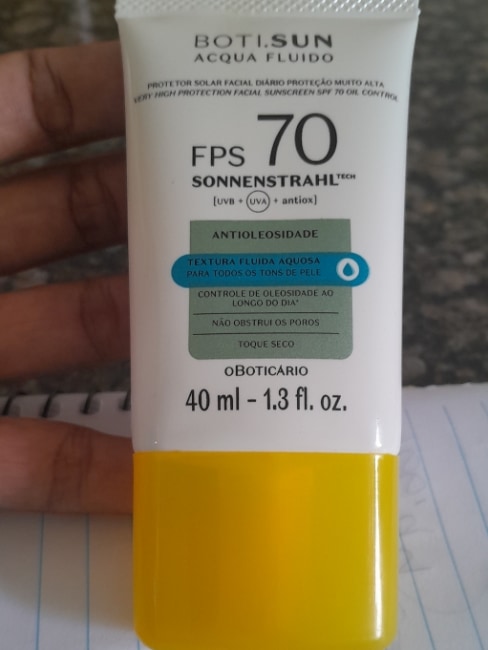 BOTI.SUN
ACQUA FLUIDO
PROTETOR SOLAR FACIAL DIÁRIO PROTEÇÃO MUITO ALTA
VERY HIGH PROTECTION FACIAL SUNSCREEN SPF 70 OIL CONTROL
FPS 70
SONNENSTRAHL TECH
[UVB + UVA + antiox]
ANTIOLEOSIDADE
TEXTURA FLUIDA AQUOSA
PARA TODOS OS TONS DE PELE
CONTROLE DE OLEOSIDADE AO
LONGO DO DIA*
NÃO OBSTRUI OS POROS
TOQUE SECO
oBOTICÁRIO
40 ml - 1.3 fl. oz.